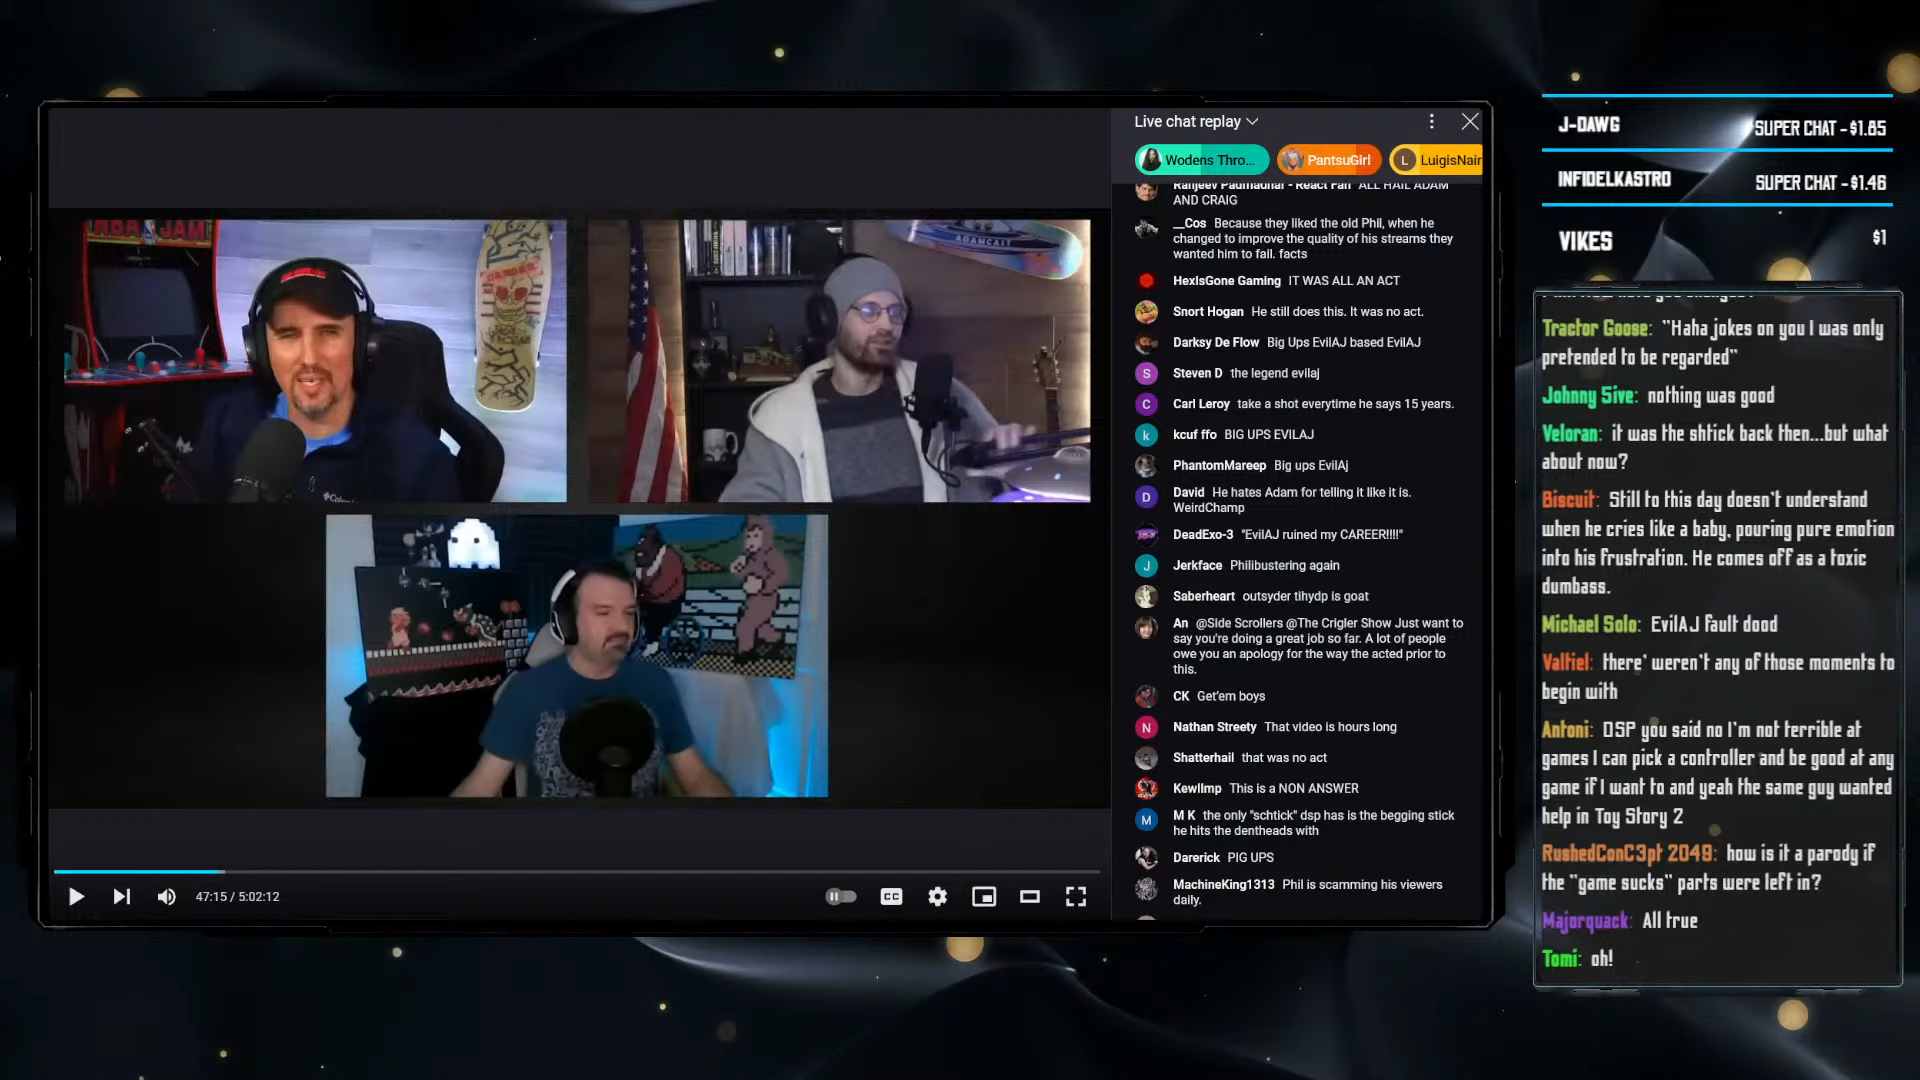 NBA JAM
ADAMCAIT
47:15 / 5:02:12
CC
Live chat replay
Wodens Thro...
PantsuGirl
L LuigisNair
Ranjeev Padmadhar - React Fan ALL HAIL ADAM
AND CRAIG
__Cos Because they liked the old Phil, when he
changed to improve the quality of his streams they
wanted him to fail. facts
HexIsGone Gaming IT WAS ALL AN ACT
Snort Hogan He still does this. It was no act.
Darksy De Flow Big Ups EvilAJ based EvilAJ
S Steven D the legend evilaj
C Carl Leroy take a shot everytime he says 15 years.
k kcuf ffo BIG UPS EVILAJ
PhantomMareep Big ups EvilAj
D David He hates Adam for telling it like it is.
WeirdChamp
DeadExo-3 "EvilAJ ruined my CAREER!!!!"
J Jerkface Philibustering again
Saberheart outsyder tihydp is goat
An @Side Scrollers @The Crigler Show Just want to
say you're doing a great job so far. A lot of people
owe you an apology for the way the acted prior to
this.
CK Get'em boys
N Nathan Streety That video is hours long
Shatterhail that was no act
KewlImp This is a NON ANSWER
M M K the only "schtick" dsp has is the begging stick
he hits the dentheads with
Darerick PIG UPS
MachineKing1313 Phil is scamming his viewers
daily.
J-DAWG SUPER CHAT - $1.85
INFIDELKASTRO SUPER CHAT - $1.46
VIKES $1
Tractor Goose: "Haha jokes on you I was only
pretended to be regarded"
Johnny 5ive: nothing was good
Veloran: it was the shtick back then...but what
about now?
Biscuit: Still to this day doesn't understand
when he cries like a baby, pouring pure emotion
into his frustration. He comes off as a toxic
dumbass.
Michael Solo: EvilAJ fault dood
Valtiel: there' weren't any of those moments to
begin with
Antoni: DSP you said no I'm not terrible at
games I can pick a controller and be good at any
game if I want to and yeah the same guy wanted
help in Toy Story 2
RushedConC3pt 2049: how is it a parody if
the "game sucks" parts were left in?
Majorquack: All true
Tomi: oh!